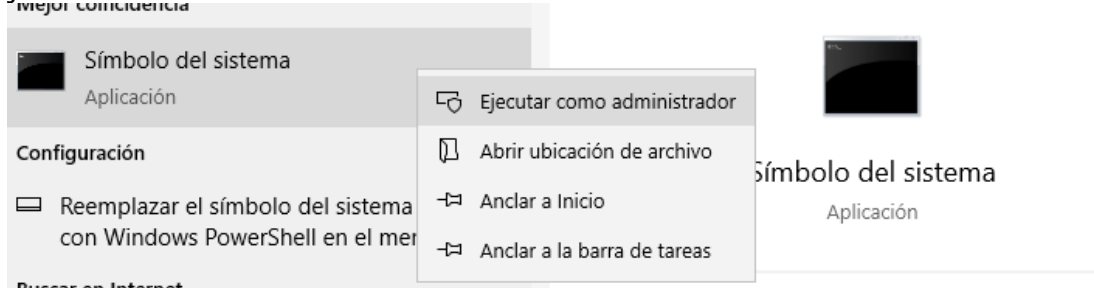 Mejor coincidencia
Símbolo del sistema
Aplicación
Configuración
Reemplazar el símbolo del sistema
con Windows PowerShell en el mer
Buscar en Internet
Ejecutar como administrador
Abrir ubicación de archivo
Anclar a Inicio
Anclar a la barra de tareas
Símbolo del sistema
Aplicación